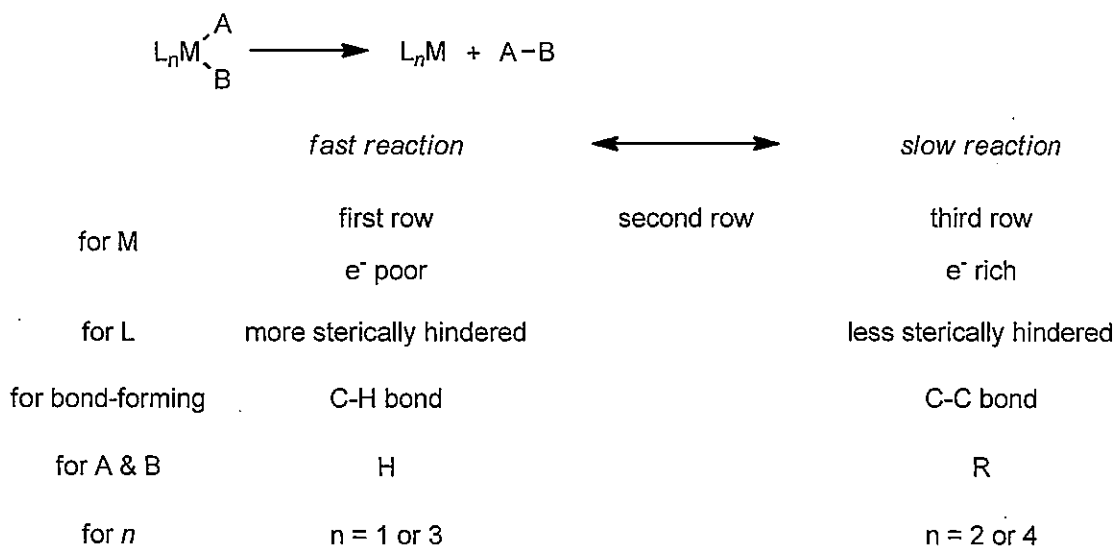 LₙM A B ⟶ LₙM + A–B
fast reaction ⟷ slow reaction
for M first row second row third row
e⁻ poor e⁻ rich
for L more sterically hindered less sterically hindered
for bond-forming C-H bond C-C bond
for A & B H R
for n n = 1 or 3 n = 2 or 4